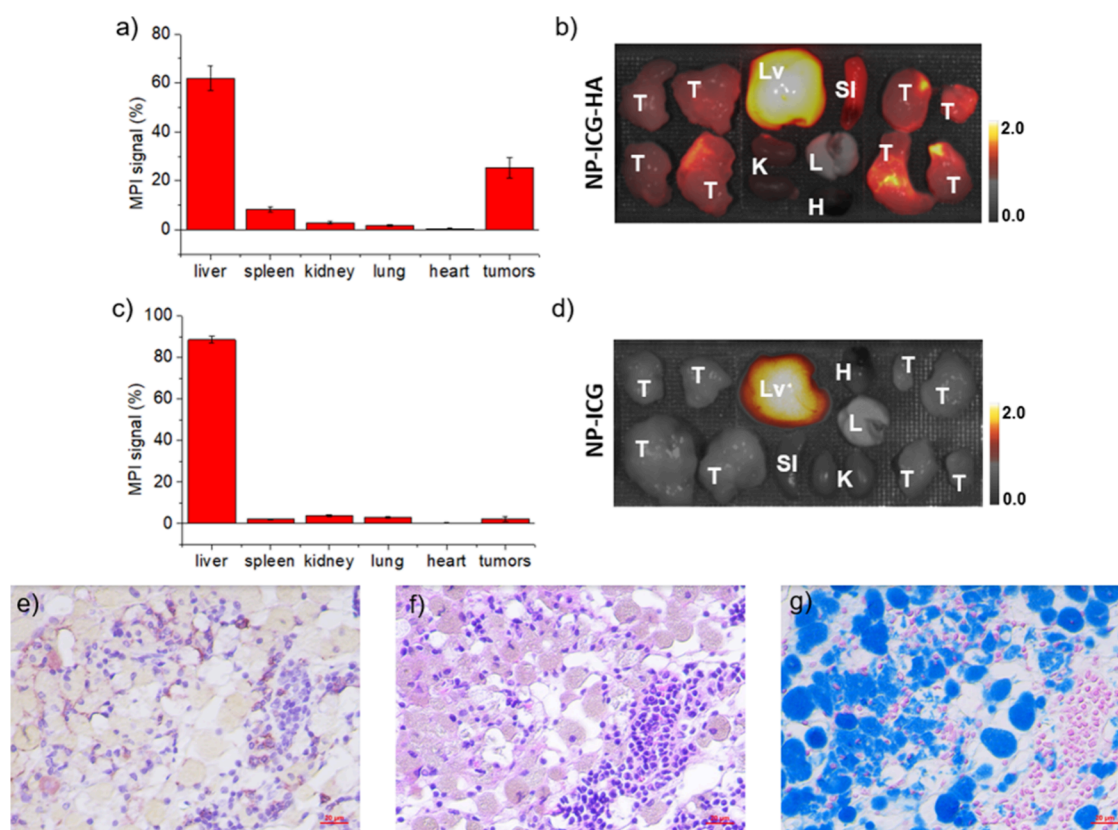 a)
MPI signal (%)
80
60
40
20
0
liver spleen kidney lung heart tumors
b)
NP-ICG-HA
T T Lv SI T T
T T K L T T
H
2.0
0.0
c)
MPI signal (%)
100
80
60
40
20
0
liver spleen kidney lung heart tumors
d)
NP-ICG
T T Lv H T T
L
T T SI K T T
2.0
0.0
e)
f)
g)